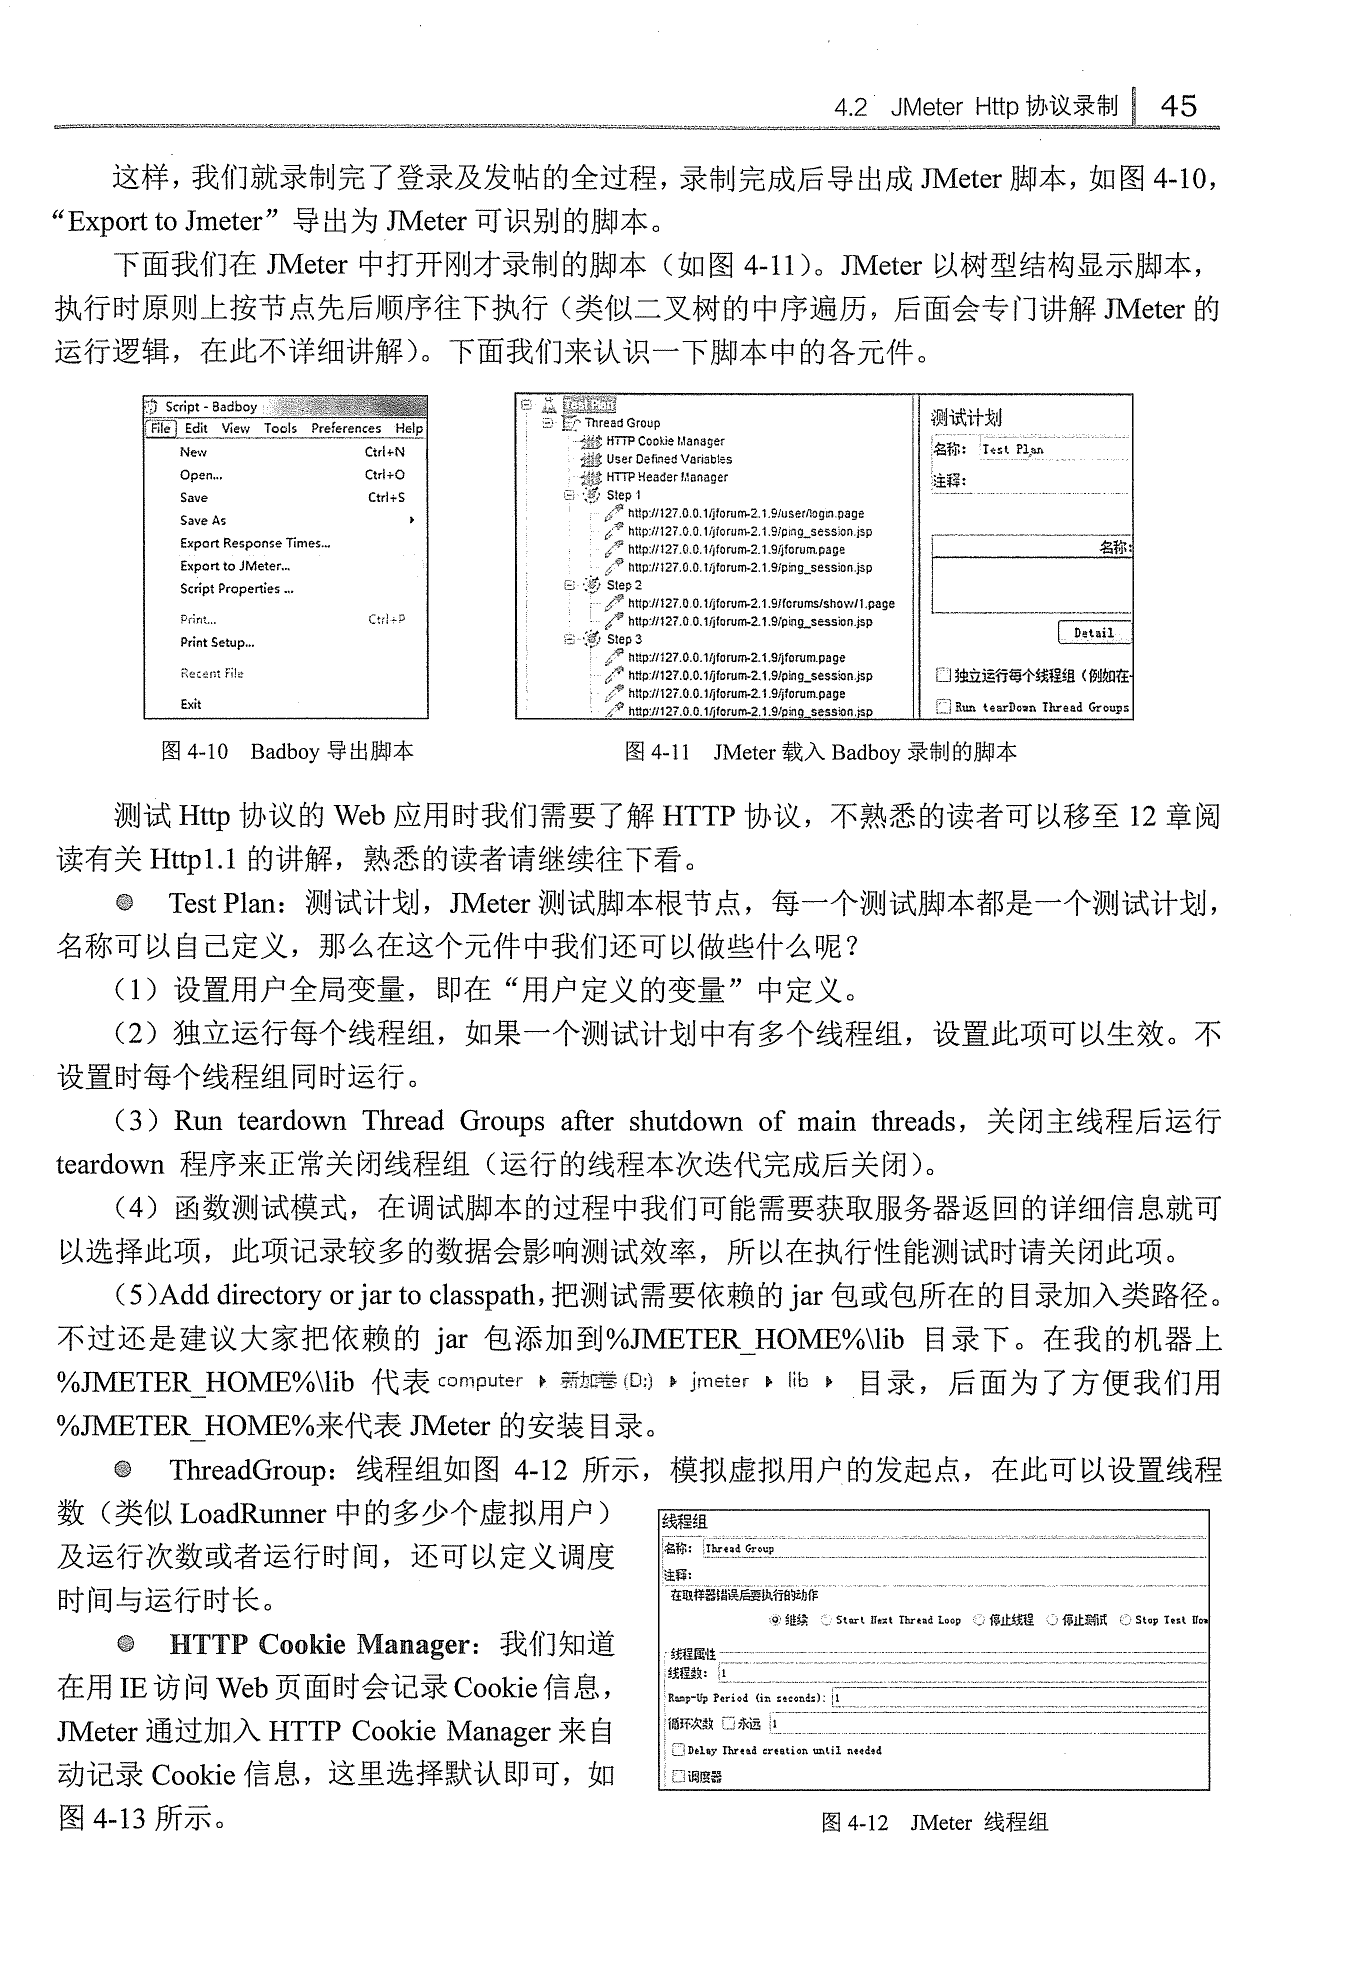 4.2 JMeter Http 协议录制 45
这样，我们就录制完了登录及发帖的全过程，录制完成后导出成 JMeter 脚本，如图 4-10，
“Export to Jmeter”导出为 JMeter 可识别的脚本。
下面我们在 JMeter 中打开刚才录制的脚本（如图 4-11）。JMeter 以树型结构显示脚本，
执行时原则上按节点先后顺序往下执行（类似二叉树的中序遍历，后面会专门讲解 JMeter 的
运行逻辑，在此不详细讲解）。下面我们来认识一下脚本中的各元件。
Script - Badboy
File Edit View Tools Preferences Help
New Ctrl+N
Open... Ctrl+O
Save Ctrl+S
Save As
Export Response Times...
Export to JMeter...
Script Properties ...
Print... Ctrl+P
Print Setup...
Recent File
Exit
Test Plan
Thread Group
HTTP Cookie Manager
User Defined Variables
HTTP Header Manager
Step 1
http://127.0.0.1/jforum-2.1.9/user/login.page
http://127.0.0.1/jforum-2.1.9/ping_session.jsp
http://127.0.0.1/jforum-2.1.9/jforum.page
http://127.0.0.1/jforum-2.1.9/ping_session.jsp
Step 2
http://127.0.0.1/jforum-2.1.9/forums/show/1.page
http://127.0.0.1/jforum-2.1.9/ping_session.jsp
Step 3
http://127.0.0.1/jforum-2.1.9/jforum.page
http://127.0.0.1/jforum-2.1.9/ping_session.jsp
http://127.0.0.1/jforum-2.1.9/jforum.page
http://127.0.0.1/jforum-2.1.9/ping_session.jsp
测试计划
名称： Test Plan
注释：
名称:
Detail
独立运行每个线程组（例如在
Run tearDown Thread Groups
图 4-10 Badboy 导出脚本
图 4-11 JMeter 载入 Badboy 录制的脚本
测试 Http 协议的 Web 应用时我们需要了解 HTTP 协议，不熟悉的读者可以移至 12 章阅
读有关 Http1.1 的讲解，熟悉的读者请继续往下看。
● Test Plan：测试计划，JMeter 测试脚本根节点，每一个测试脚本都是一个测试计划，
名称可以自己定义，那么在这个元件中我们还可以做些什么呢？
（1）设置用户全局变量，即在“用户定义的变量”中定义。
（2）独立运行每个线程组，如果一个测试计划中有多个线程组，设置此项可以生效。不
设置时每个线程组同时运行。
（3）Run teardown Thread Groups after shutdown of main threads，关闭主线程后运行
teardown 程序来正常关闭线程组（运行的线程本次迭代完成后关闭）。
（4）函数测试模式，在调试脚本的过程中我们可能需要获取服务器返回的详细信息就可
以选择此项，此项记录较多的数据会影响测试效率，所以在执行性能测试时请关闭此项。
（5）Add directory or jar to classpath，把测试需要依赖的 jar 包或包所在的目录加入类路径。
不过还是建议大家把依赖的 jar 包添加到%JMETER_HOME%\lib 目录下。在我的机器上
%JMETER_HOME%\lib 代表 computer ▸ 新加卷 (D:) ▸ jmeter ▸ lib ▸ 目录，后面为了方便我们用
%JMETER_HOME%来代表 JMeter 的安装目录。
● ThreadGroup：线程组如图 4-12 所示，模拟虚拟用户的发起点，在此可以设置线程
数（类似 LoadRunner 中的多少个虚拟用户）
及运行次数或者运行时间，还可以定义调度
时间与运行时长。
● HTTP Cookie Manager：我们知道
在用 IE 访问 Web 页面时会记录 Cookie 信息，
JMeter 通过加入 HTTP Cookie Manager 来自
动记录 Cookie 信息，这里选择默认即可，如
图 4-13 所示。
线程组
名称： Thread Group
注释：
在取样器错误后要执行的动作
继续 Start Next Thread Loop 停止线程 停止测试 Stop Test Now
线程属性
线程数： 1
Ramp-Up Period (in seconds): 1
循环次数 永远 1
Delay Thread creation until needed
调度器
图 4-12 JMeter 线程组